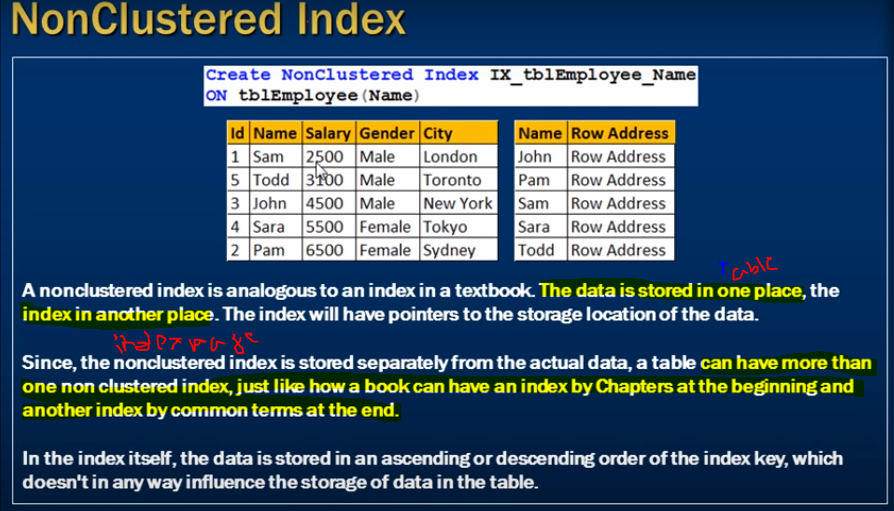 NonClustered Index
Create NonClustered Index IX_tblEmployee_Name
ON tblEmployee(Name)
Id Name Salary Gender City
1 Sam 2500 Male London
5 Todd 3100 Male Toronto
3 John 4500 Male New York
4 Sara 5500 Female Tokyo
2 Pam 6500 Female Sydney
Name Row Address
John Row Address
Pam Row Address
Sam Row Address
Sara Row Address
Todd Row Address
table
A nonclustered index is analogous to an index in a textbook. The data is stored in one place, the
index in another place. The index will have pointers to the storage location of the data.
index page
Since, the nonclustered index is stored separately from the actual data, a table can have more than
one non clustered index, just like how a book can have an index by Chapters at the beginning and
another index by common terms at the end.
In the index itself, the data is stored in an ascending or descending order of the index key, which
doesn't in any way influence the storage of data in the table.